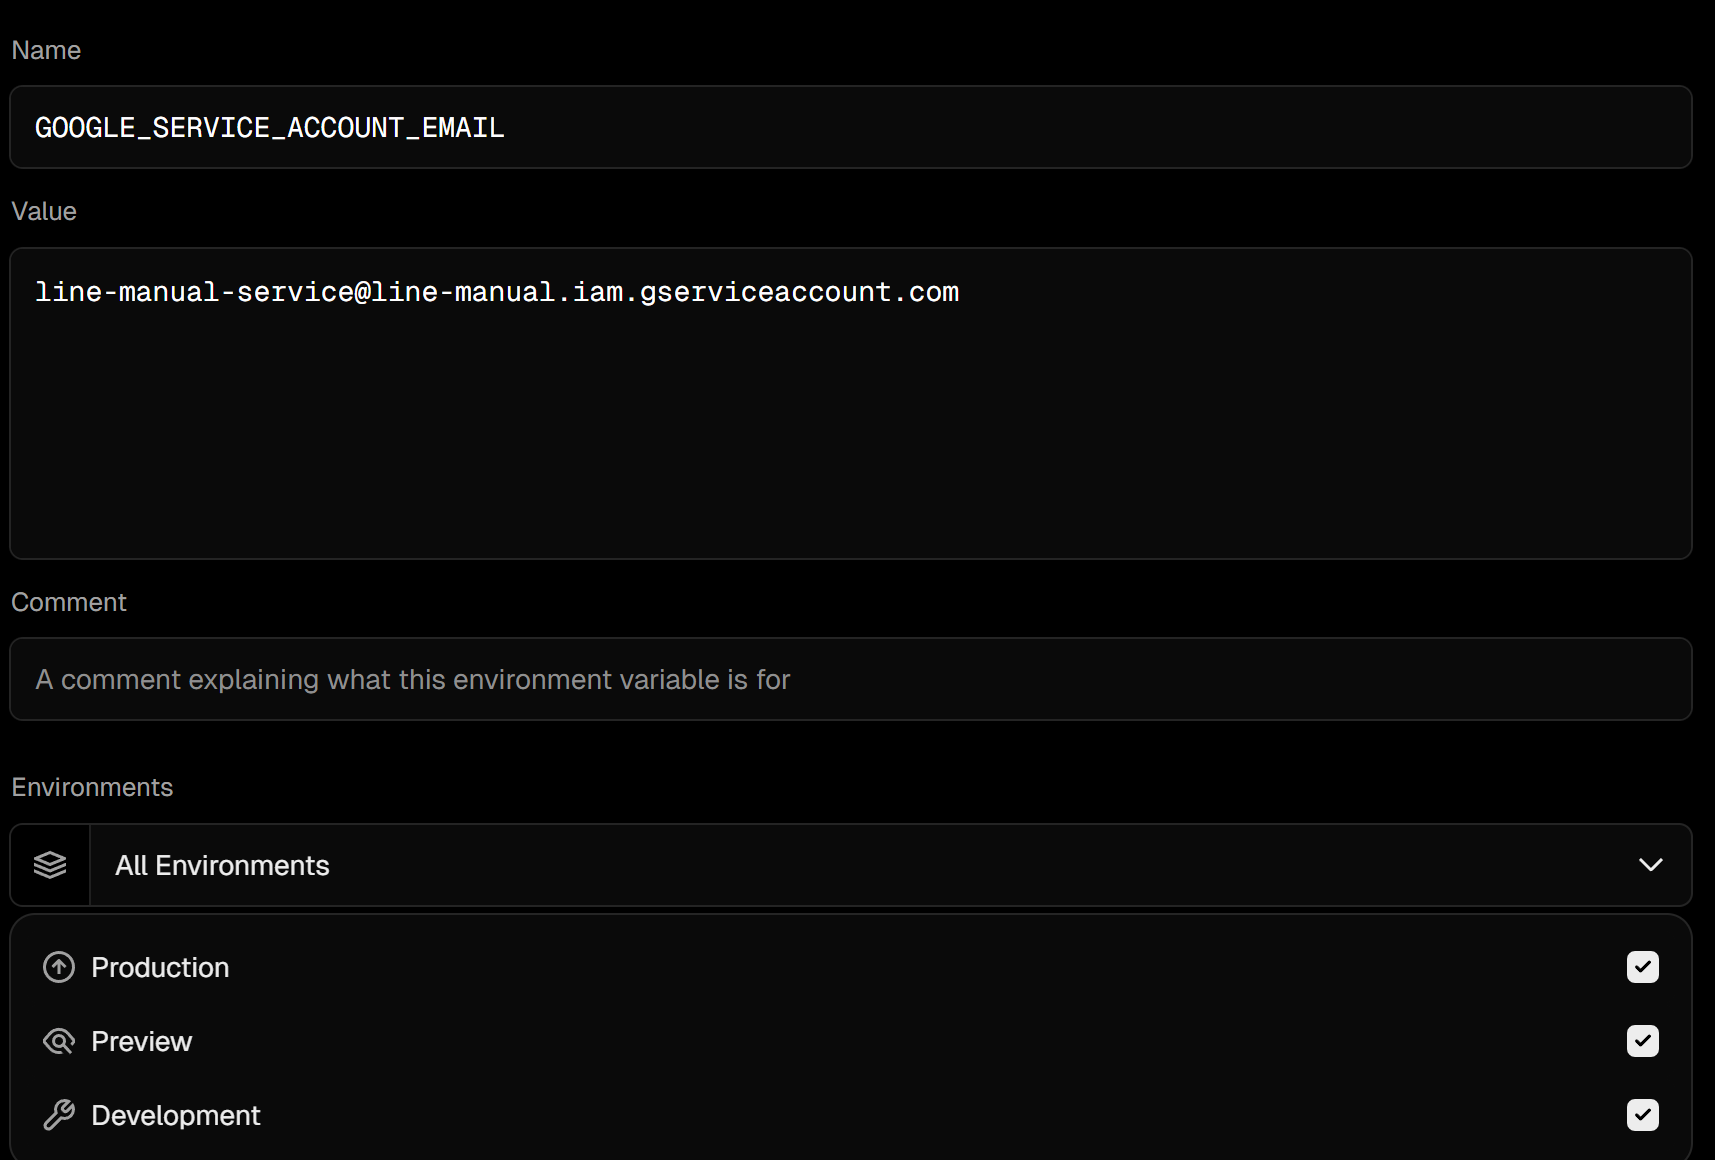 Name
GOOGLE_SERVICE_ACCOUNT_EMAIL
Value
line-manual-service@line-manual.iam.gserviceaccount.com
Comment
A comment explaining what this environment variable is for
Environments
All Environments
Production
Preview
Development